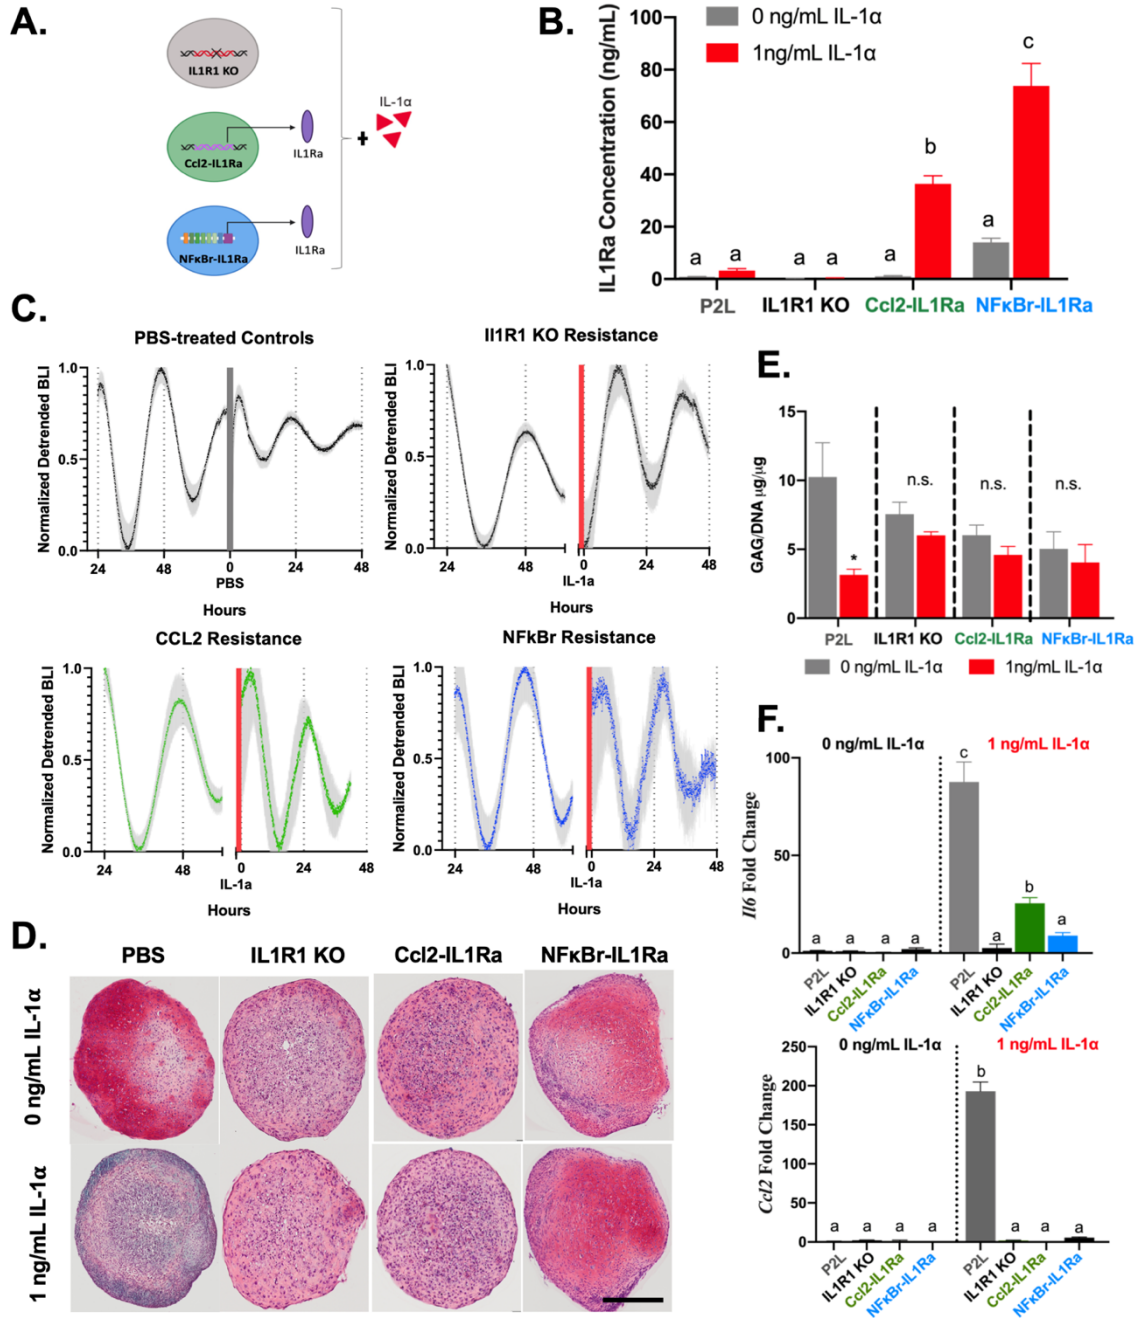 A.
IL1R1 KO
Ccl2-IL1Ra
IL1Ra
NFκBr-IL1Ra
IL1Ra
+
IL-1α
B.
0 ng/mL IL-1α
1ng/mL IL-1α
IL1Ra Concentration (ng/mL)
100
80
60
40
20
0
a a a a a b a c
P2L IL1R1 KO Ccl2-IL1Ra NFκBr-IL1Ra
C.
PBS-treated Controls
Normalized Detrended BLI
1.0
0.5
0.0
24 48 0 24 48
PBS
Hours
Il1R1 KO Resistance
Normalized Detrended BLI
1.0
0.5
0.0
24 48 0 24 48
IL-1a
Hours
CCL2 Resistance
Normalized Detrended BLI
1.0
0.5
0.0
24 48 0 24 48
IL-1a
Hours
NFkBr Resistance
Normalized Detrended BLI
1.0
0.5
0.0
24 48 0 24 48
IL-1a
Hours
D.
PBS IL1R1 KO Ccl2-IL1Ra NFκBr-IL1Ra
0 ng/mL IL-1α
1 ng/mL IL-1α
E.
GAG/DNA μg/μg
15
10
5
0
* n.s. n.s. n.s.
P2L IL1R1 KO Ccl2-IL1Ra NFκBr-IL1Ra
0 ng/mL IL-1α 1ng/mL IL-1α
F.
0 ng/mL IL-1α 1 ng/mL IL-1α
Il6 Fold Change
100
50
0
a a a a c a b a
P2L IL1R1 KO Ccl2-IL1Ra NFκBr-IL1Ra P2L IL1R1 KO Ccl2-IL1Ra NFκBr-IL1Ra
0 ng/mL IL-1α 1 ng/mL IL-1α
Ccl2 Fold Change
250
200
150
100
50
0
a a a a b a a a
P2L IL1R1 KO Ccl2-IL1Ra NFκBr-IL1Ra P2L IL1R1 KO Ccl2-IL1Ra NFκBr-IL1Ra